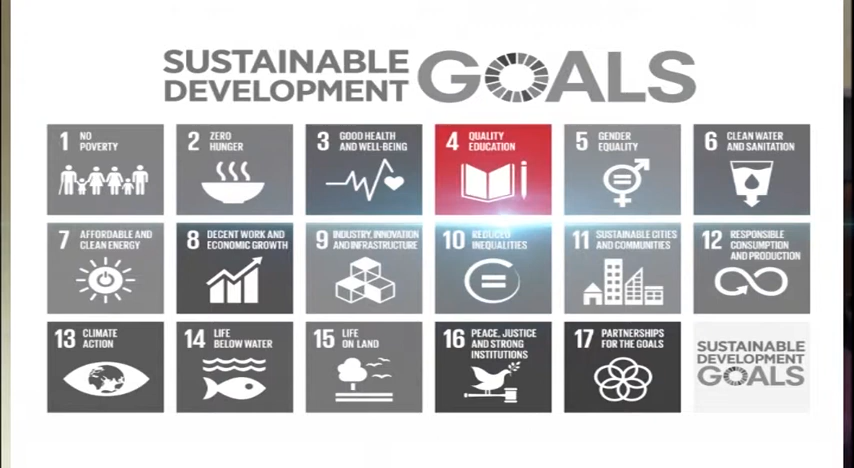 SUSTAINABLE
DEVELOPMENT
GOALS
1 NO
POVERTY
2 ZERO
HUNGER
3 GOOD HEALTH
AND WELL-BEING
4 QUALITY
EDUCATION
5 GENDER
EQUALITY
6 CLEAN WATER
AND SANITATION
7 AFFORDABLE AND
CLEAN ENERGY
8 DECENT WORK AND
ECONOMIC GROWTH
9 INDUSTRY, INNOVATION
AND INFRASTRUCTURE
10 REDUCED
INEQUALITIES
11 SUSTAINABLE CITIES
AND COMMUNITIES
12 RESPONSIBLE
CONSUMPTION
AND PRODUCTION
13 CLIMATE
ACTION
14 LIFE
BELOW WATER
15 LIFE
ON LAND
16 PEACE, JUSTICE
AND STRONG
INSTITUTIONS
17 PARTNERSHIPS
FOR THE GOALS
SUSTAINABLE
DEVELOPMENT
GOALS